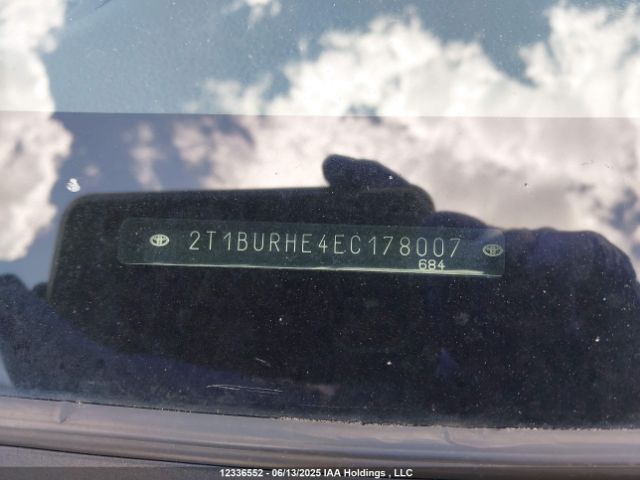 2T1BURHE4EC178007
684
12336552 - 06/13/2025 IAA Holdings , LLC